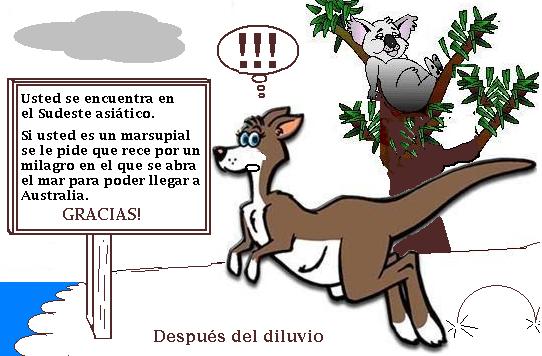 !!!
Usted se encuentra en
el Sudeste asiático.
Si usted es un marsupial
se le pide que rece por un
milagro en el que se abra
el mar para poder llegar a
Australia.
GRACIAS!
Después del diluvio